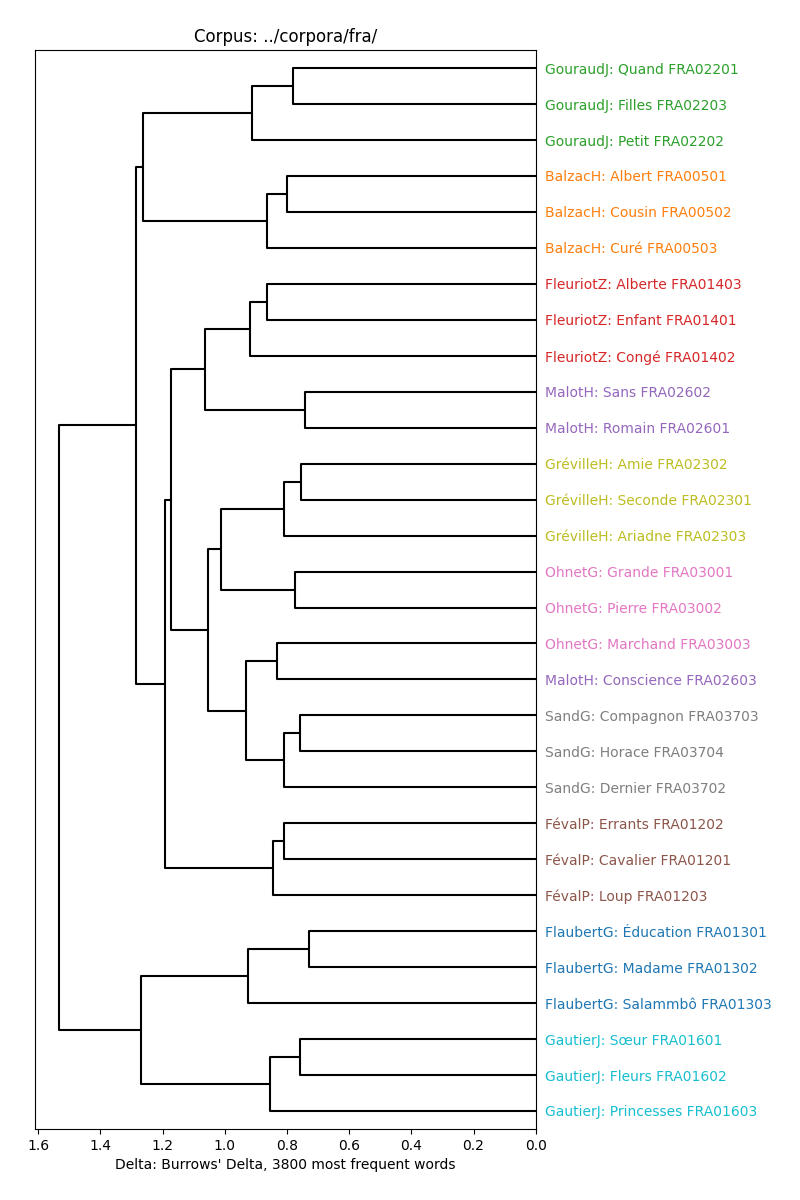 Corpus: ../corpora/fra/
GouraudJ: Quand FRA02201
GouraudJ: Filles FRA02203
GouraudJ: Petit FRA02202
BalzacH: Albert FRA00501
BalzacH: Cousin FRA00502
BalzacH: Curé FRA00503
FleuriotZ: Alberte FRA01403
FleuriotZ: Enfant FRA01401
FleuriotZ: Congé FRA01402
MalotH: Sans FRA02602
MalotH: Romain FRA02601
GrévilleH: Amie FRA02302
GrévilleH: Seconde FRA02301
GrévilleH: Ariadne FRA02303
OhnetG: Grande FRA03001
OhnetG: Pierre FRA03002
OhnetG: Marchand FRA03003
MalotH: Conscience FRA02603
SandG: Compagnon FRA03703
SandG: Horace FRA03704
SandG: Dernier FRA03702
FévalP: Errants FRA01202
FévalP: Cavalier FRA01201
FévalP: Loup FRA01203
FlaubertG: Éducation FRA01301
FlaubertG: Madame FRA01302
FlaubertG: Salammbô FRA01303
GautierJ: Sœur FRA01601
GautierJ: Fleurs FRA01602
GautierJ: Princesses FRA01603
1.6 1.4 1.2 1.0 0.8 0.6 0.4 0.2 0.0
Delta: Burrows' Delta, 3800 most frequent words